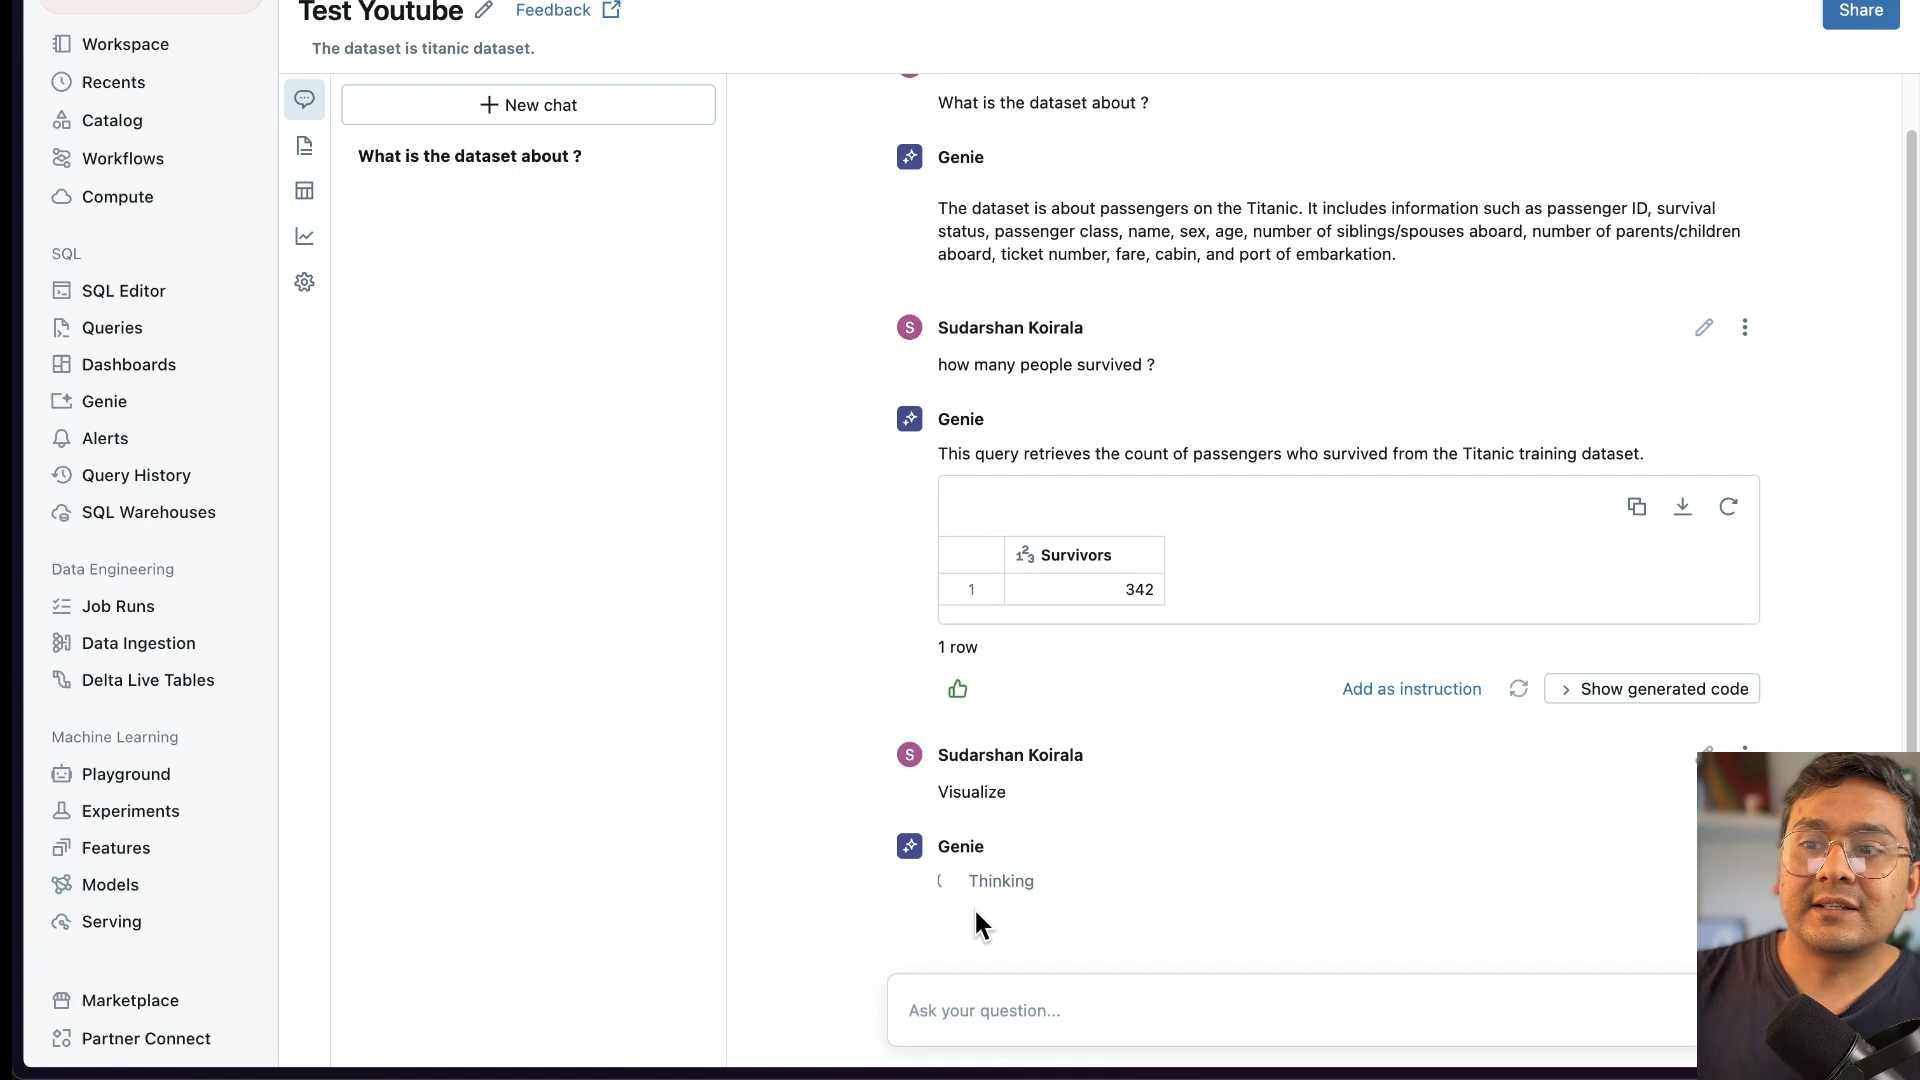 Test Youtube
Feedback
Share
The dataset is titanic dataset.
Workspace
Recents
Catalog
Workflows
Compute
SQL
SQL Editor
Queries
Dashboards
Genie
Alerts
Query History
SQL Warehouses
Data Engineering
Job Runs
Data Ingestion
Delta Live Tables
Machine Learning
Playground
Experiments
Features
Models
Serving
Marketplace
Partner Connect
New chat
What is the dataset about ?
What is the dataset about ?
Genie
The dataset is about passengers on the Titanic. It includes information such as passenger ID, survival
status, passenger class, name, sex, age, number of siblings/spouses aboard, number of parents/children
aboard, ticket number, fare, cabin, and port of embarkation.
S Sudarshan Koirala
how many people survived ?
Genie
This query retrieves the count of passengers who survived from the Titanic training dataset.
123 Survivors
1 342
1 row
Add as instruction
Show generated code
S Sudarshan Koirala
Visualize
Genie
Thinking
Ask your question...